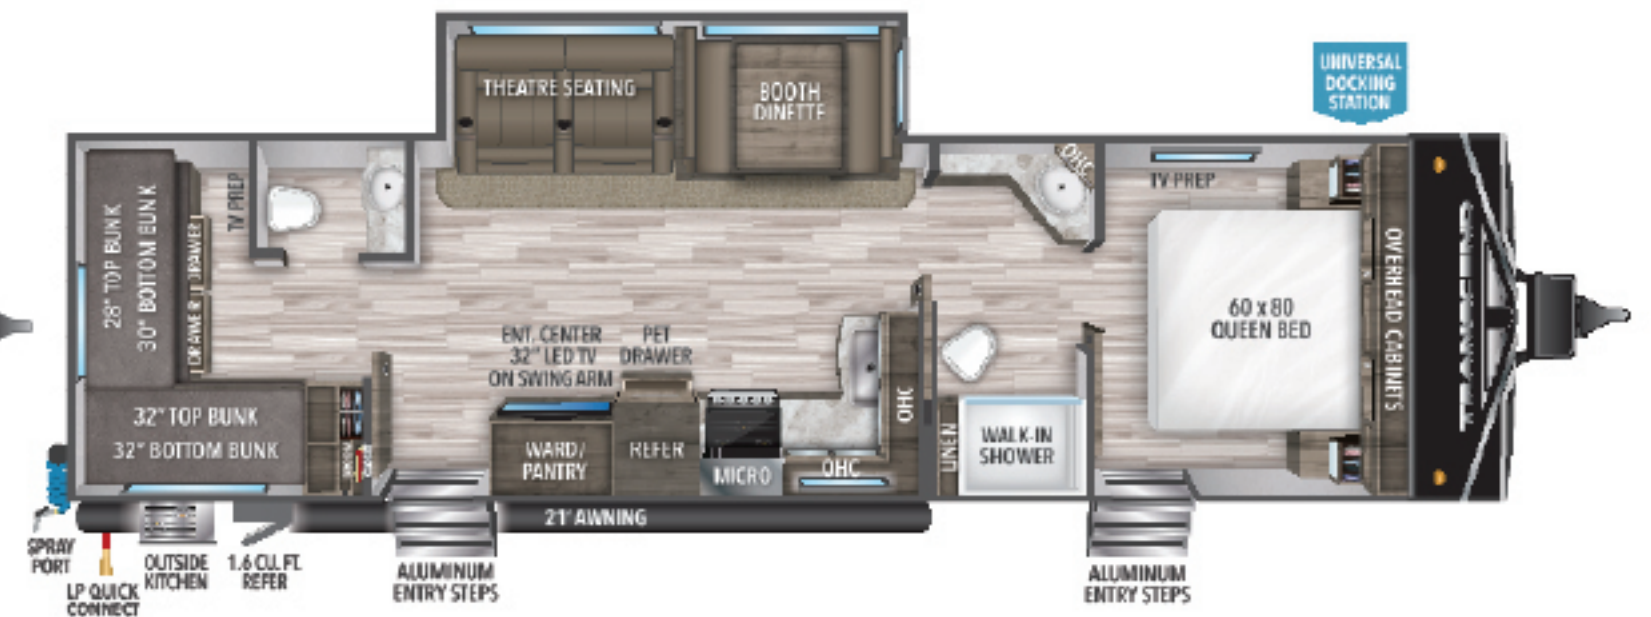 UNIVERSAL
DOCKING
STATION
THEATRE SEATING
BOOTH
DINETTE
OHC
TV PREP
TV PREP
28" TOP BUNK
30" BOTTOM BUNK
DRAWER
DRAWER
32" TOP BUNK
32" BOTTOM BUNK
ENT. CENTER
32" LED TV
ON SWING ARM
PET
DRAWER
WARD/
PANTRY
REFER
MICRO
OHC
OHC
LINEN
WALK-IN
SHOWER
60 x 80
QUEEN BED
OVERHEAD CABINETS
21' AWNING
SPRAY
PORT
LP QUICK
CONNECT
OUTSIDE
KITCHEN
1.6 CU. FT.
REFER
ALUMINUM
ENTRY STEPS
ALUMINUM
ENTRY STEPS